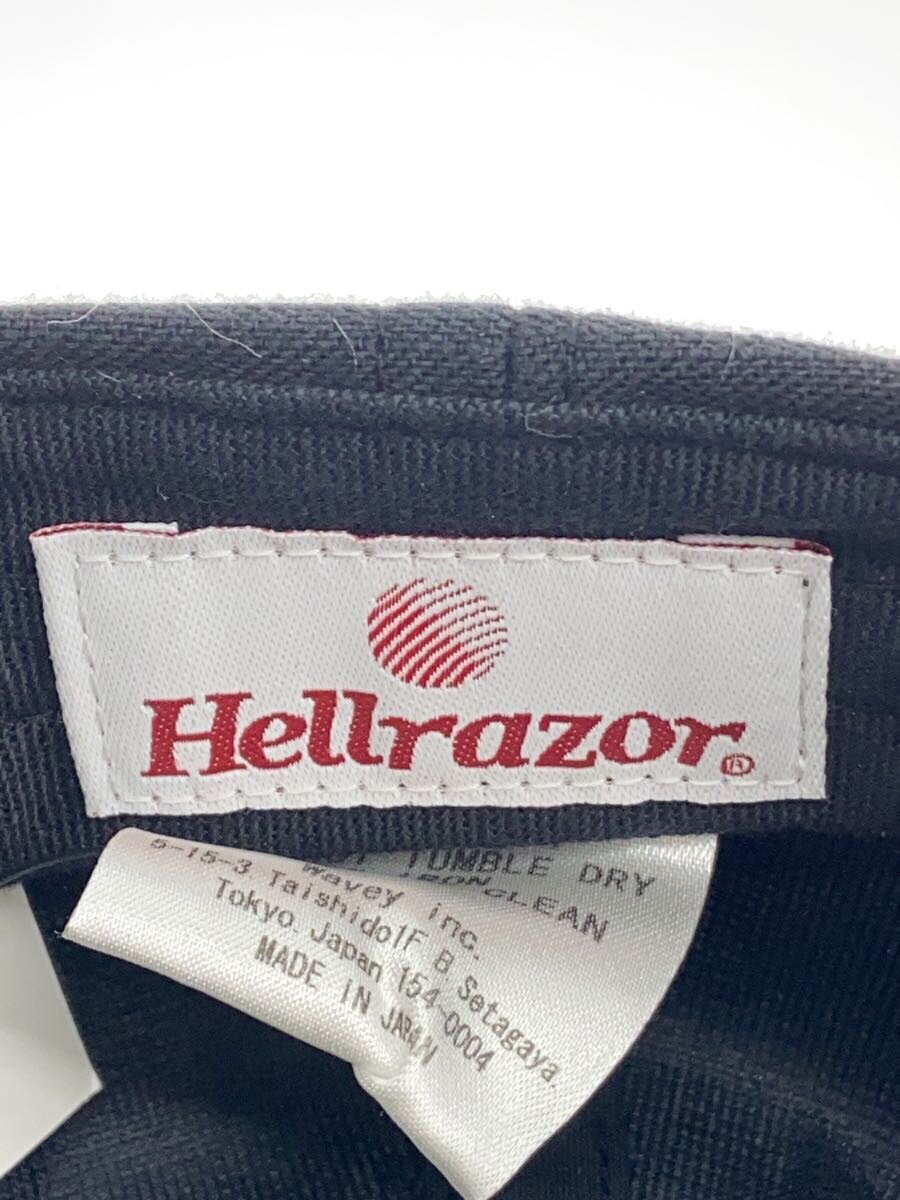 Hellrazor®
TUMBLE DRY
CLEAN
Wavey inc.
5-15-3 Taishido1F B Setagaya.
Tokyo. Japan 154-0004
MADE IN JAPAN